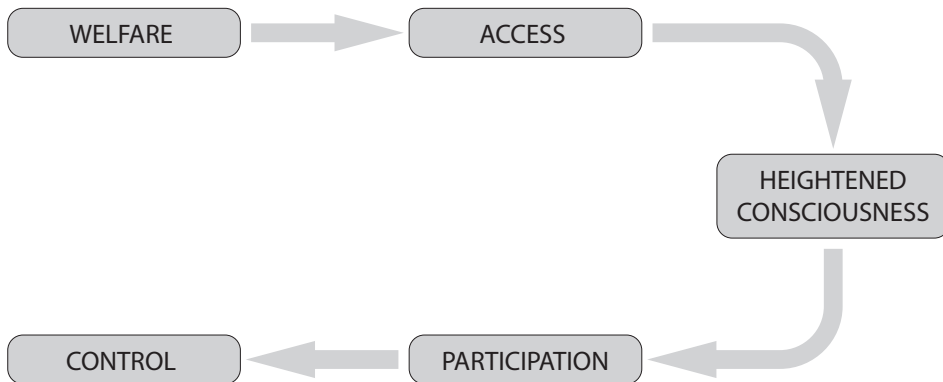 WELFARE
ACCESS
HEIGHTENED
CONSCIOUSNESS
PARTICIPATION
CONTROL